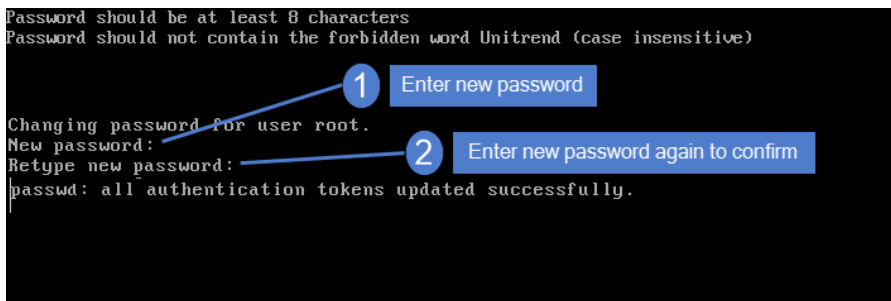 Password should be at least 8 characters
Password should not contain the forbidden word Unitrend (case insensitive)
1 Enter new password
Changing password for user root.
New password:
2 Enter new password again to confirm
Retype new password:
passwd: all authentication tokens updated successfully.